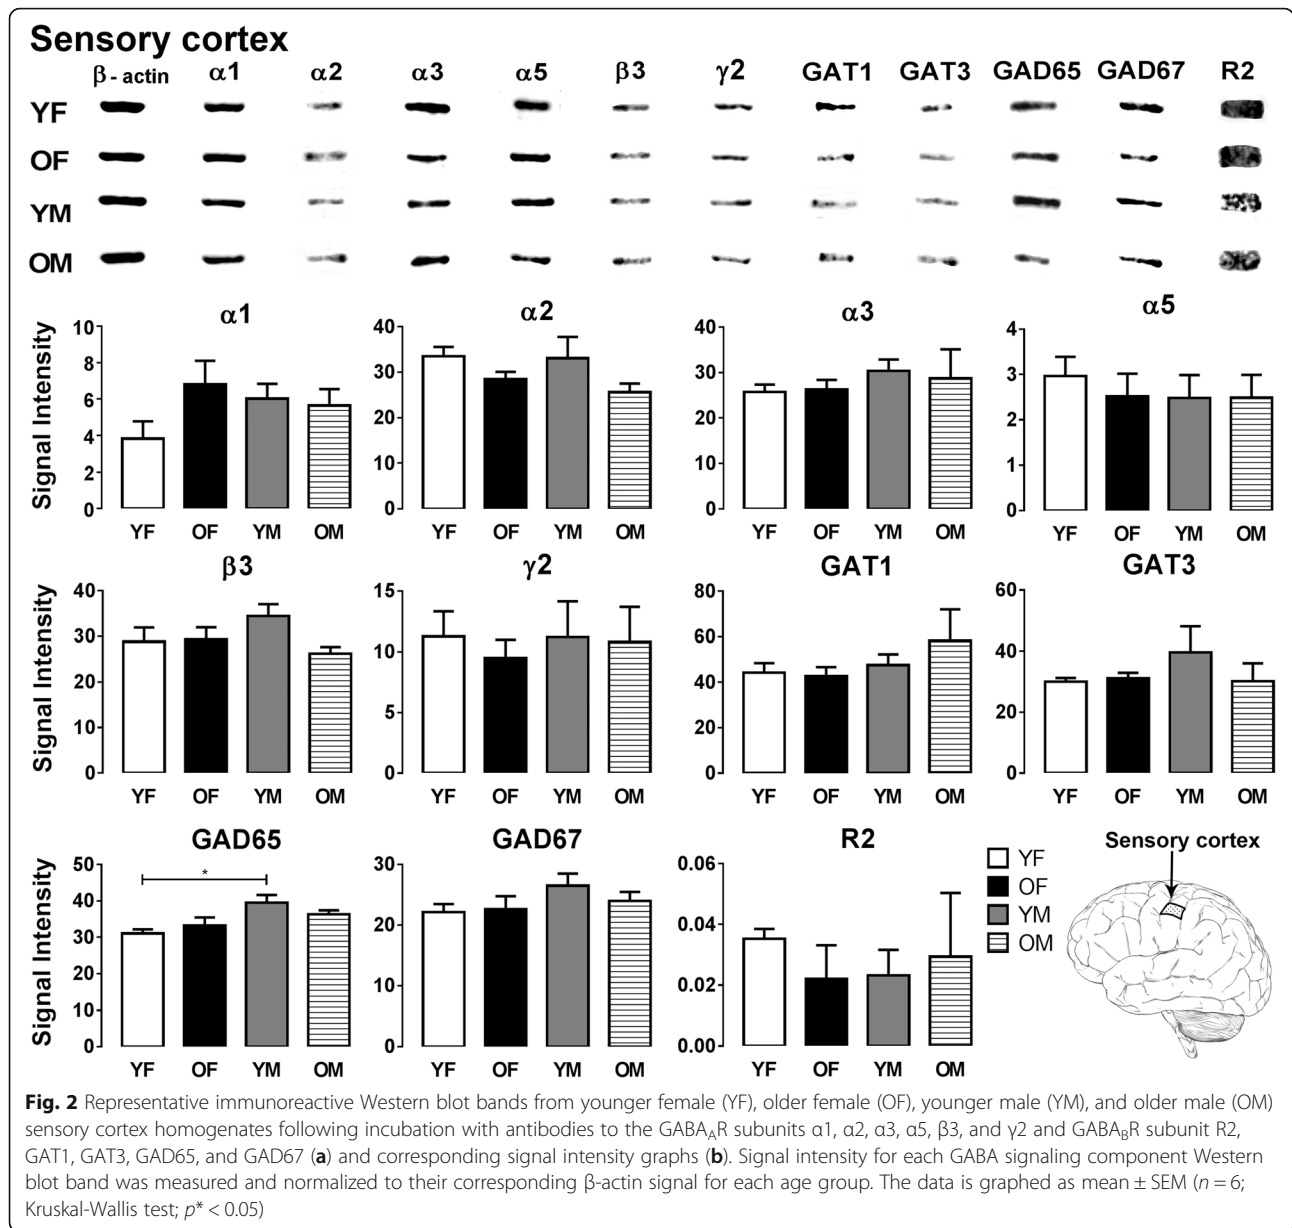 Sensory cortex
β- actin α1 α2 α3 α5 β3 γ2 GAT1 GAT3 GAD65 GAD67 R2
YF
OF
YM
OM
α1 α2 α3 α5
Signal Intensity
10 8 6 4 2 0
YF OF YM OM
40 30 20 10 0
YF OF YM OM
40 30 20 10 0
YF OF YM OM
4 3 2 1 0
YF OF YM OM
β3 γ2 GAT1 GAT3
Signal Intensity
40 30 20 10 0
YF OF YM OM
15 10 5 0
YF OF YM OM
80 60 40 20 0
YF OF YM OM
60 40 20 0
YF OF YM OM
GAD65 GAD67 R2
Signal Intensity
50 40 30 20 10 0
*
YF OF YM OM
30 20 10 0
YF OF YM OM
0.06 0.04 0.02 0.00
YF OF YM OM
YF
OF
YM
OM
Sensory cortex
Fig. 2 Representative immunoreactive Western blot bands from younger female (YF), older female (OF), younger male (YM), and older male (OM)
sensory cortex homogenates following incubation with antibodies to the GABA_AR subunits α1, α2, α3, α5, β3, and γ2 and GABA_BR subunit R2,
GAT1, GAT3, GAD65, and GAD67 (a) and corresponding signal intensity graphs (b). Signal intensity for each GABA signaling component Western
blot band was measured and normalized to their corresponding β-actin signal for each age group. The data is graphed as mean ± SEM (n = 6;
Kruskal-Wallis test; p* < 0.05)